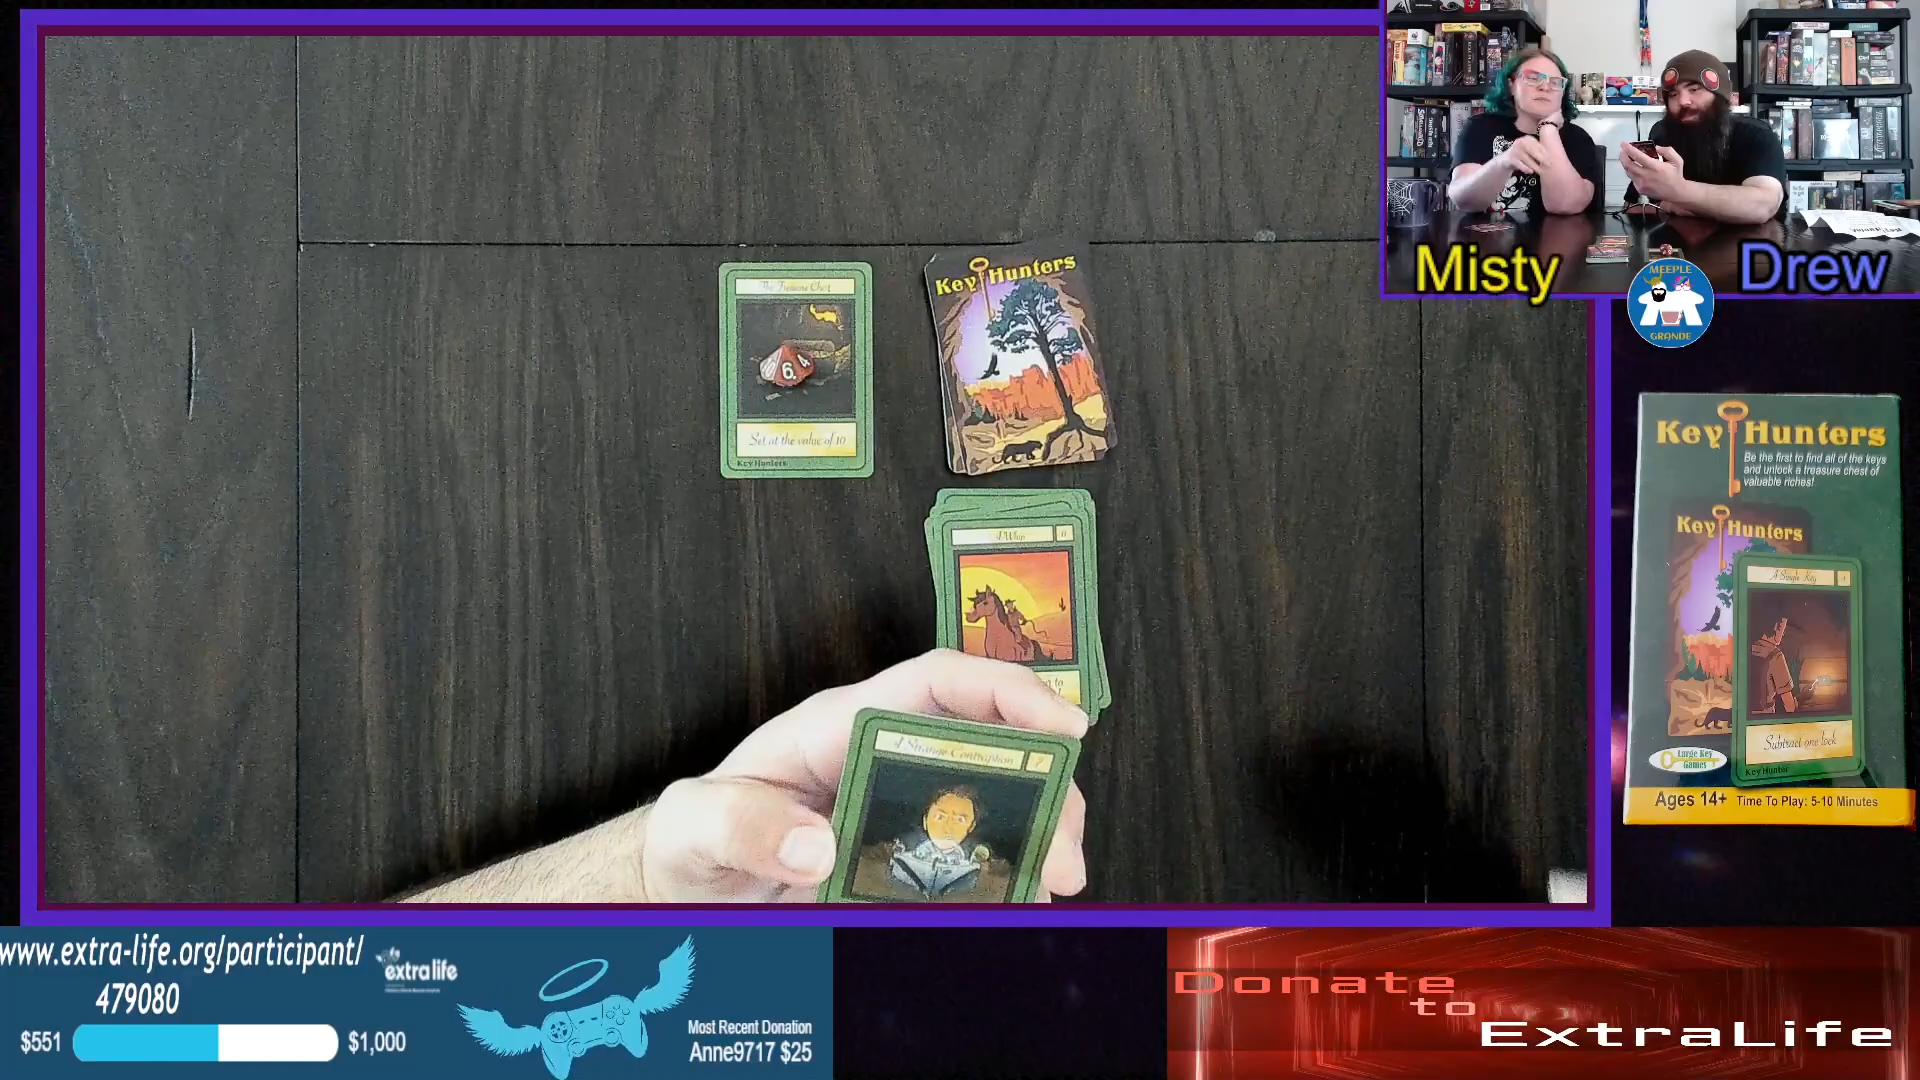 The Treasure Chest
6
Set at the value of 10
Key Hunters
Key Hunters
A Whip
0
A Strange Contraption
?
Misty
Drew
MEEPLE
GRANDE
Key Hunters
Be the first to find all of the keys
and unlock a treasure chest of
valuable riches!
Key Hunters
A Single Key
Subtract one lock
Key Hunter
Large Key
Games
Ages 14+ Time To Play: 5-10 Minutes
www.extra-life.org/participant/
479080
extra life
$551
$1,000
Most Recent Donation
Anne9717 $25
Donate
to
ExtraLife